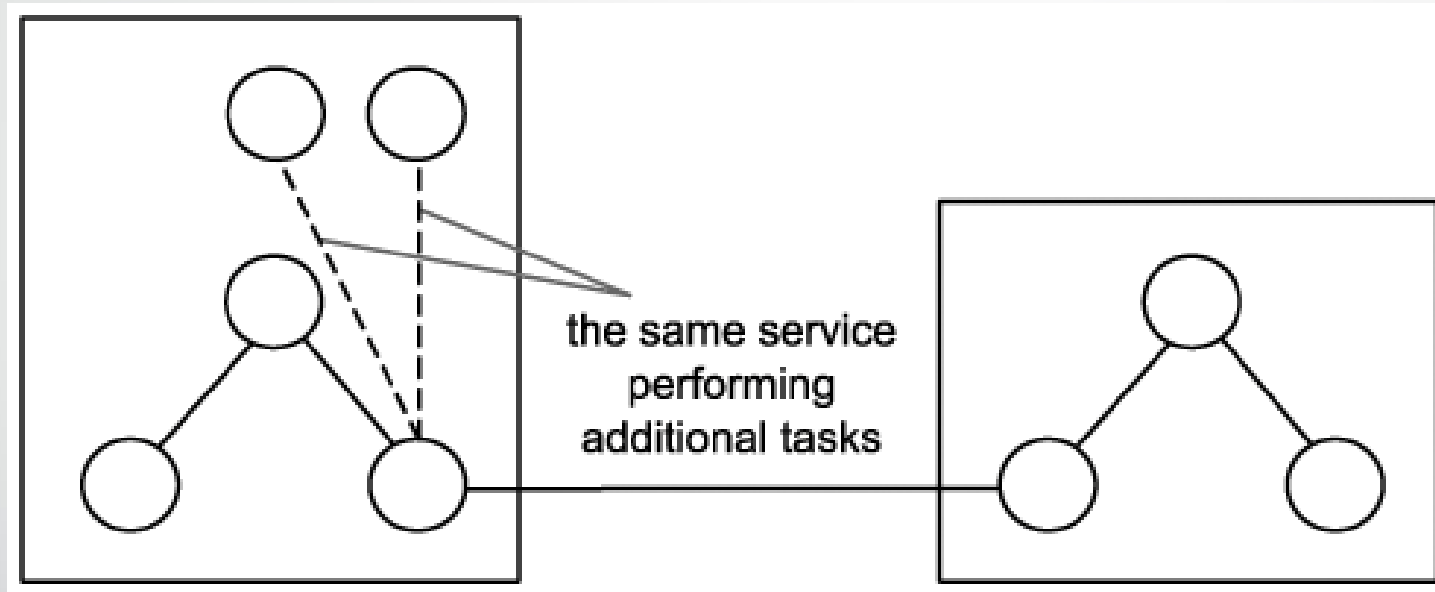 the same service
performing
additional tasks